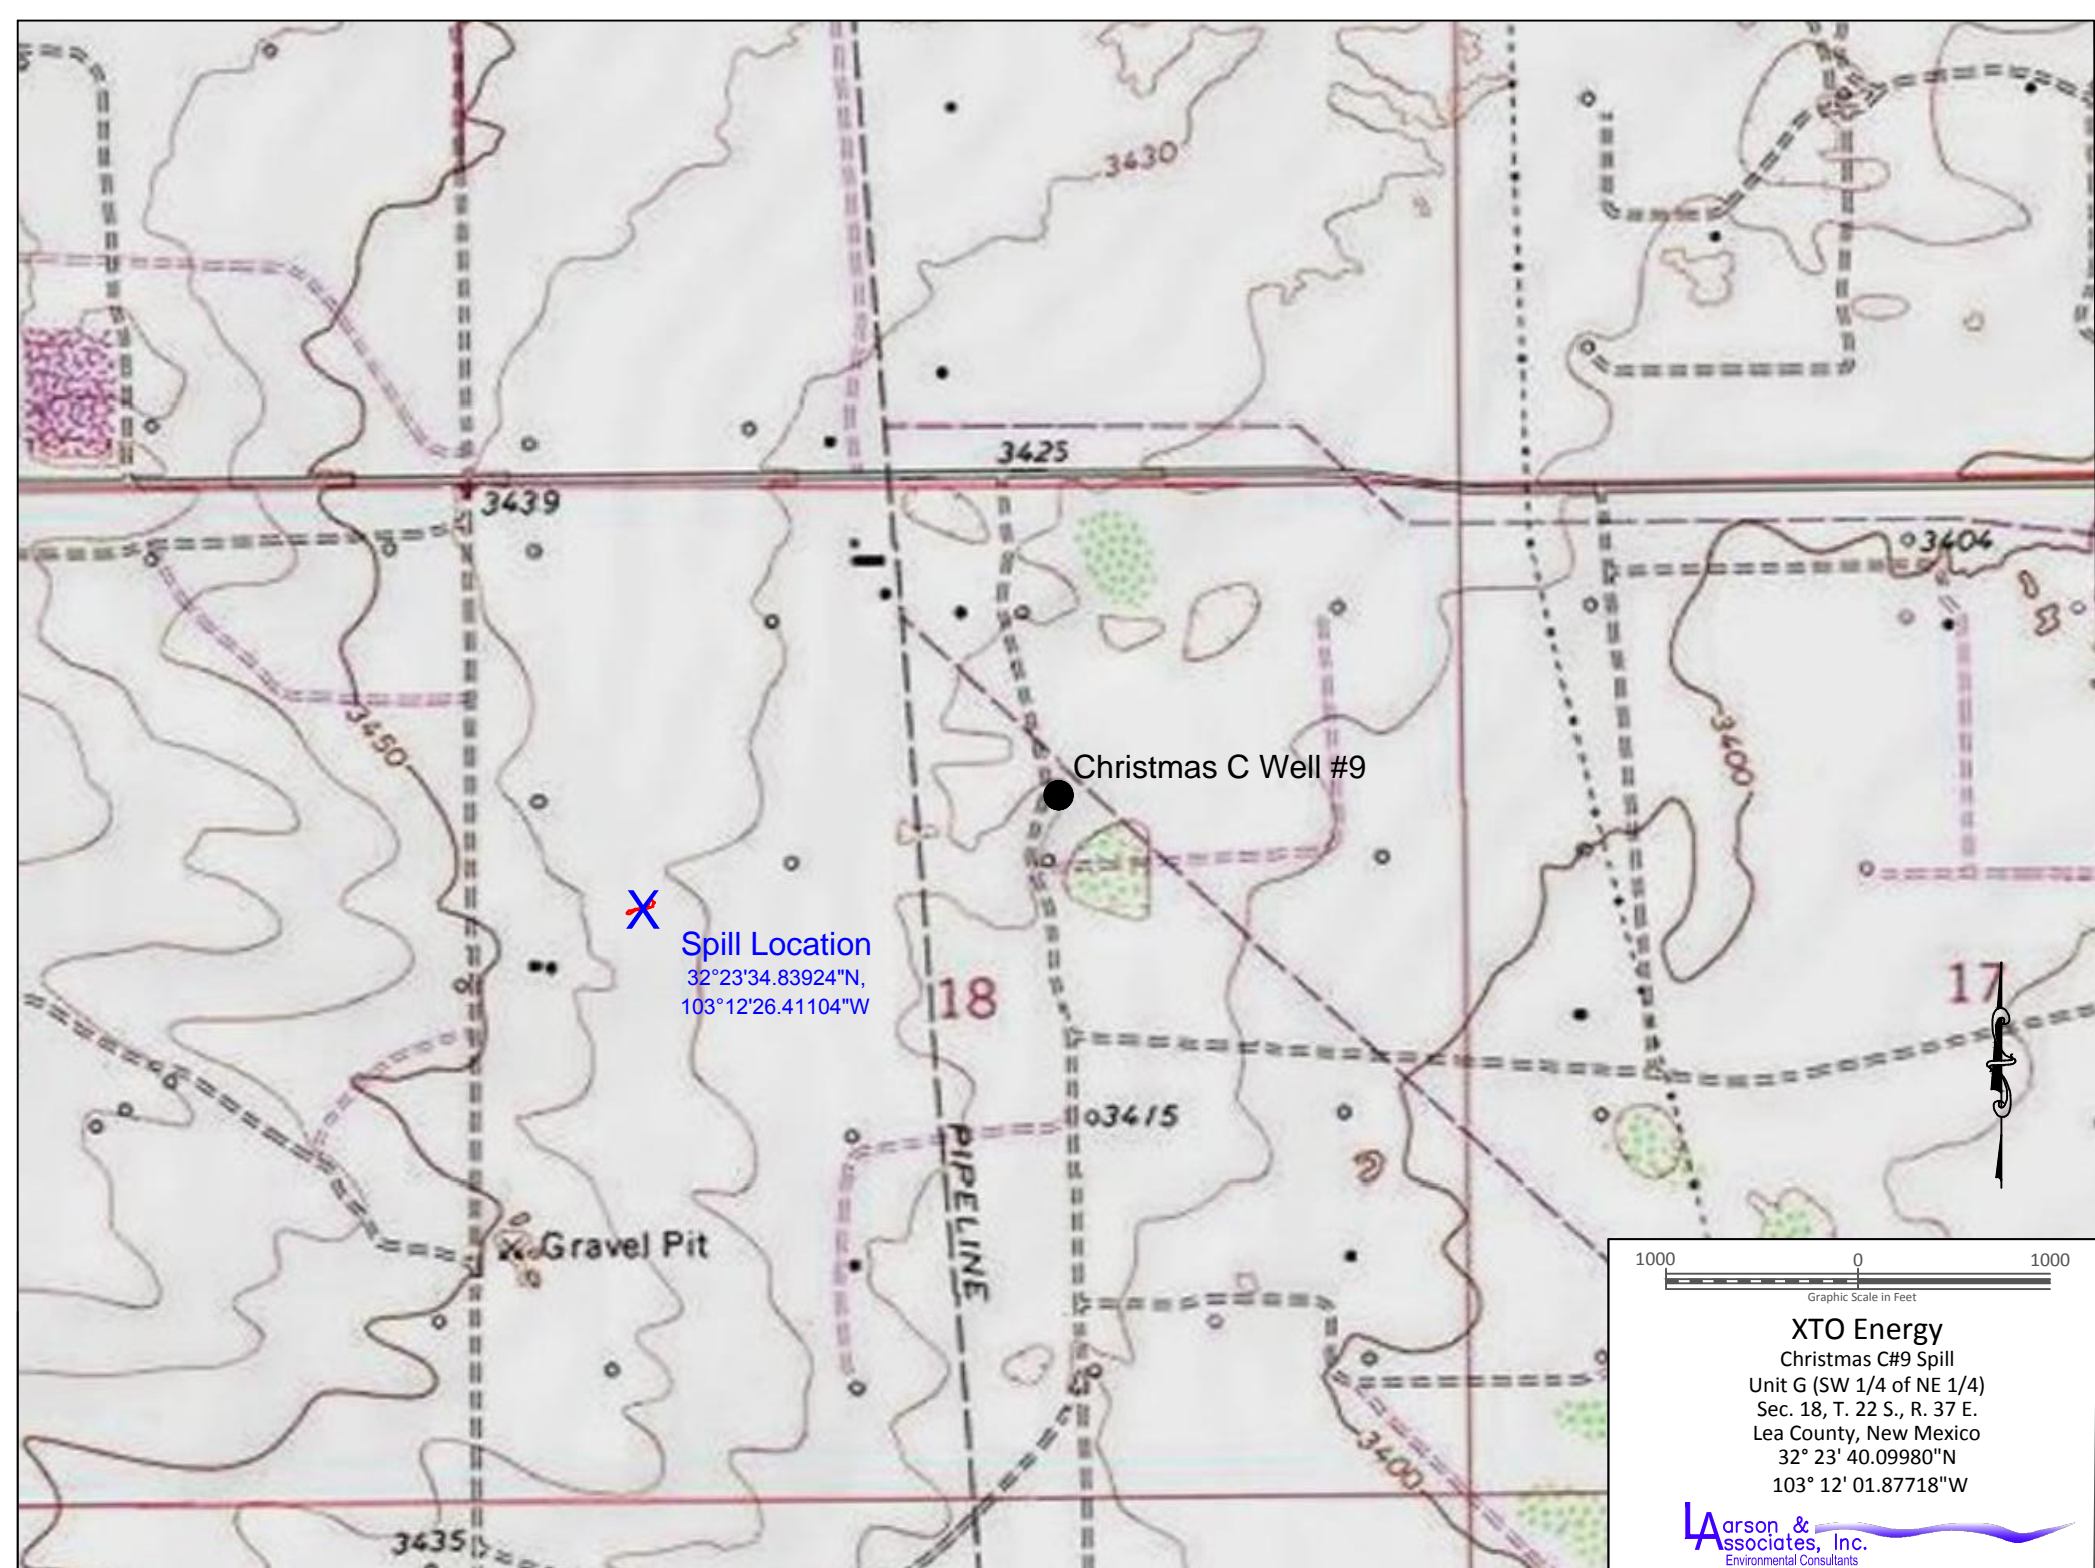 3430
3425
3439
3404
3450
3400
Christmas C Well #9
Spill Location
32°23'34.83924"N,
103°12'26.41104"W
18
17
3415
PIPELINE
Gravel Pit
3400
3435
1000 0 1000
Graphic Scale in Feet
XTO Energy
Christmas C#9 Spill
Unit G (SW 1/4 of NE 1/4)
Sec. 18, T. 22 S., R. 37 E.
Lea County, New Mexico
32° 23' 40.09980"N
103° 12' 01.87718"W
Larson &
Associates, Inc.
Environmental Consultants